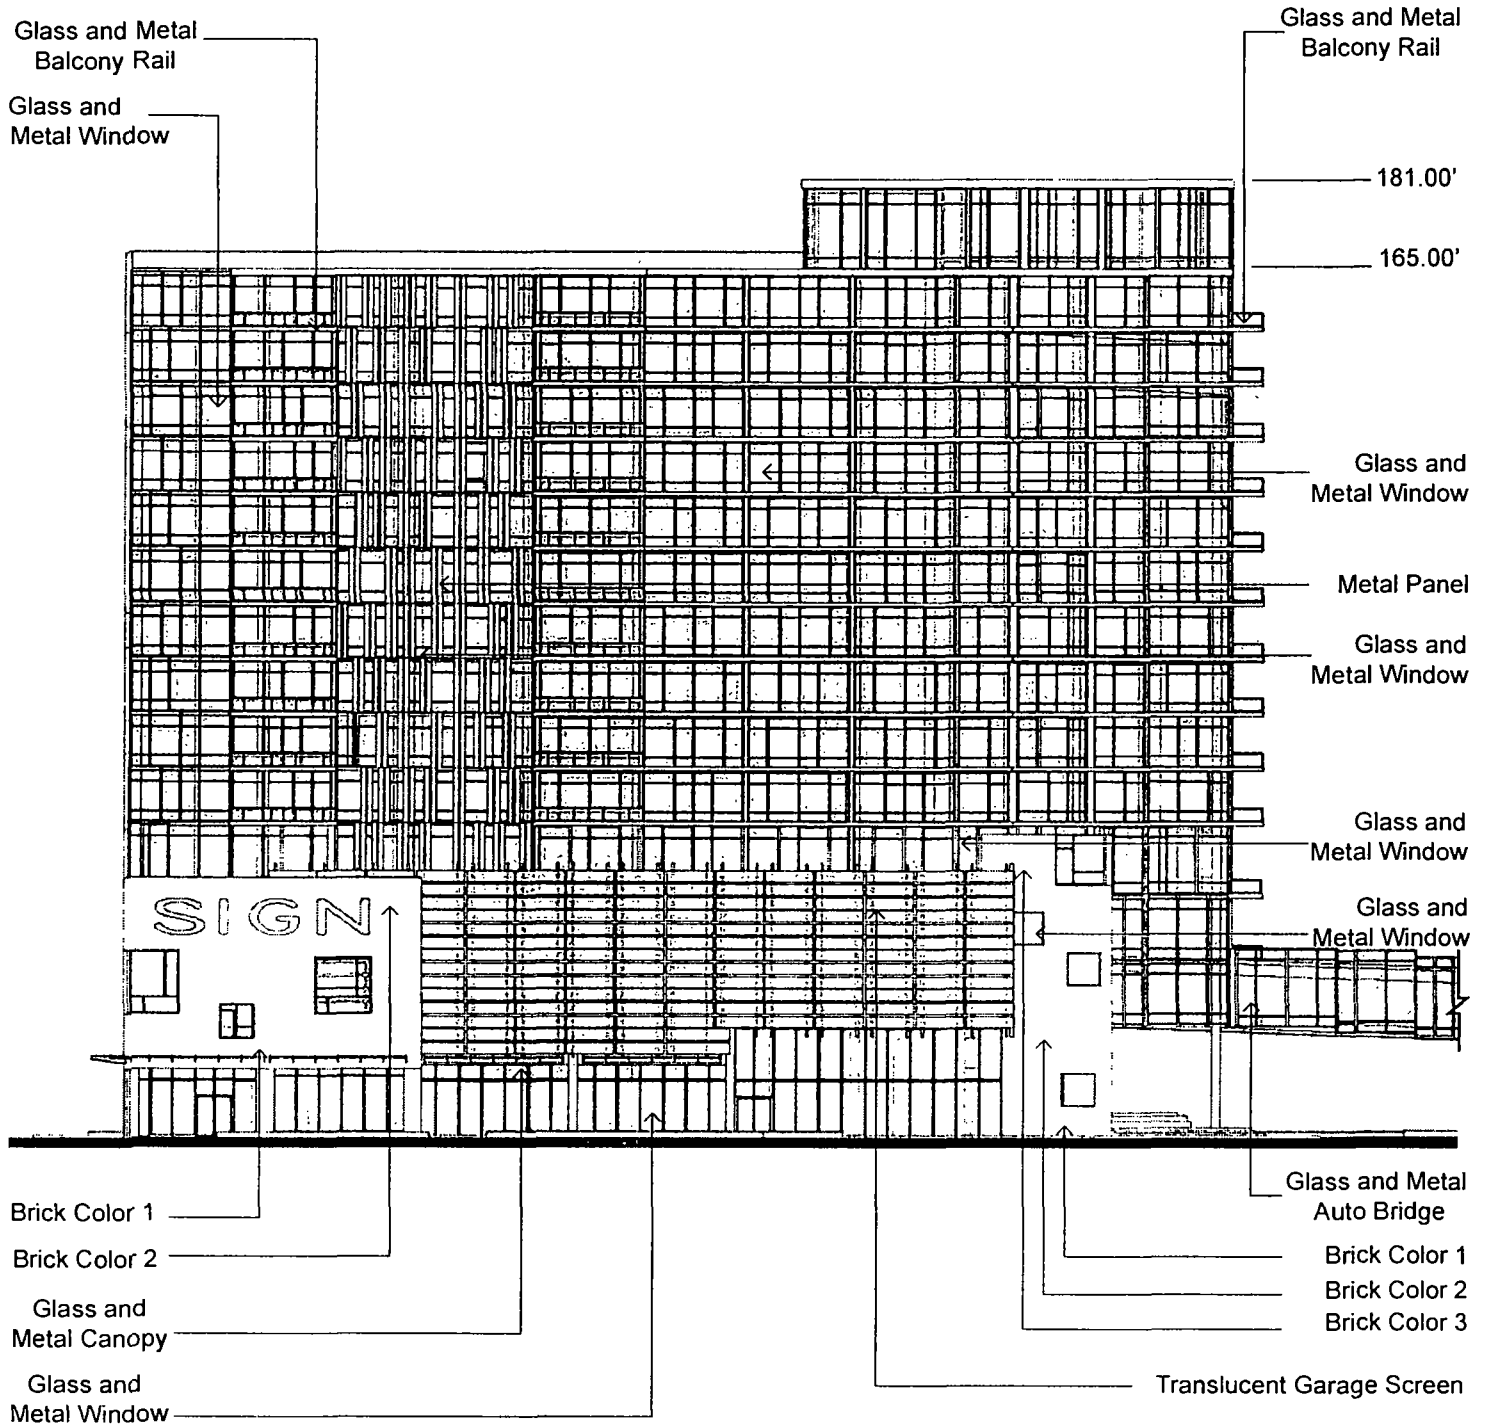 Glass and Metal
Balcony Rail
Glass and Metal
Balcony Rail
Glass and
Metal Window
181.00'
165.00'
Glass and
Metal Window
Metal Panel
Glass and
Metal Window
Glass and
Metal Window
SIGN
Glass and
Metal Window
Glass and Metal
Auto Bridge
Brick Color 1
Brick Color 2
Brick Color 1
Brick Color 2
Brick Color 3
Glass and
Metal Canopy
Translucent Garage Screen
Glass and
Metal Window